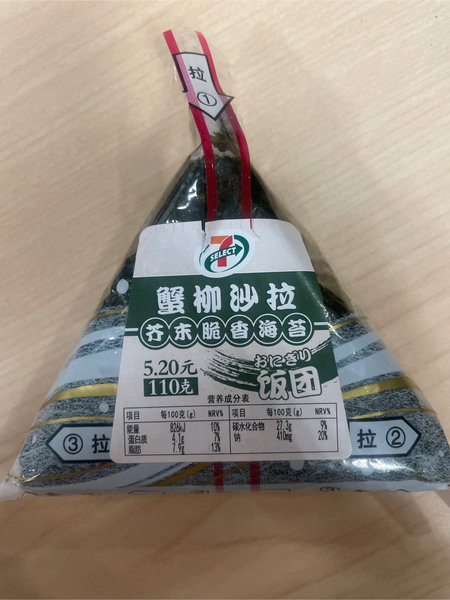 拉
①
7
SELECT
蟹柳沙拉
芥末脆香海苔
5.20元
110克
おにぎり
饭团
营养成分表
项目 每100克(g) NRV% 项目 每100克(g) NRV%
能量 826kJ 10% 碳水化合物 27.3g 9%
蛋白质 4.1g 7% 钠 410mg 20%
脂肪 7.9g 13%
③ 拉
拉 ②